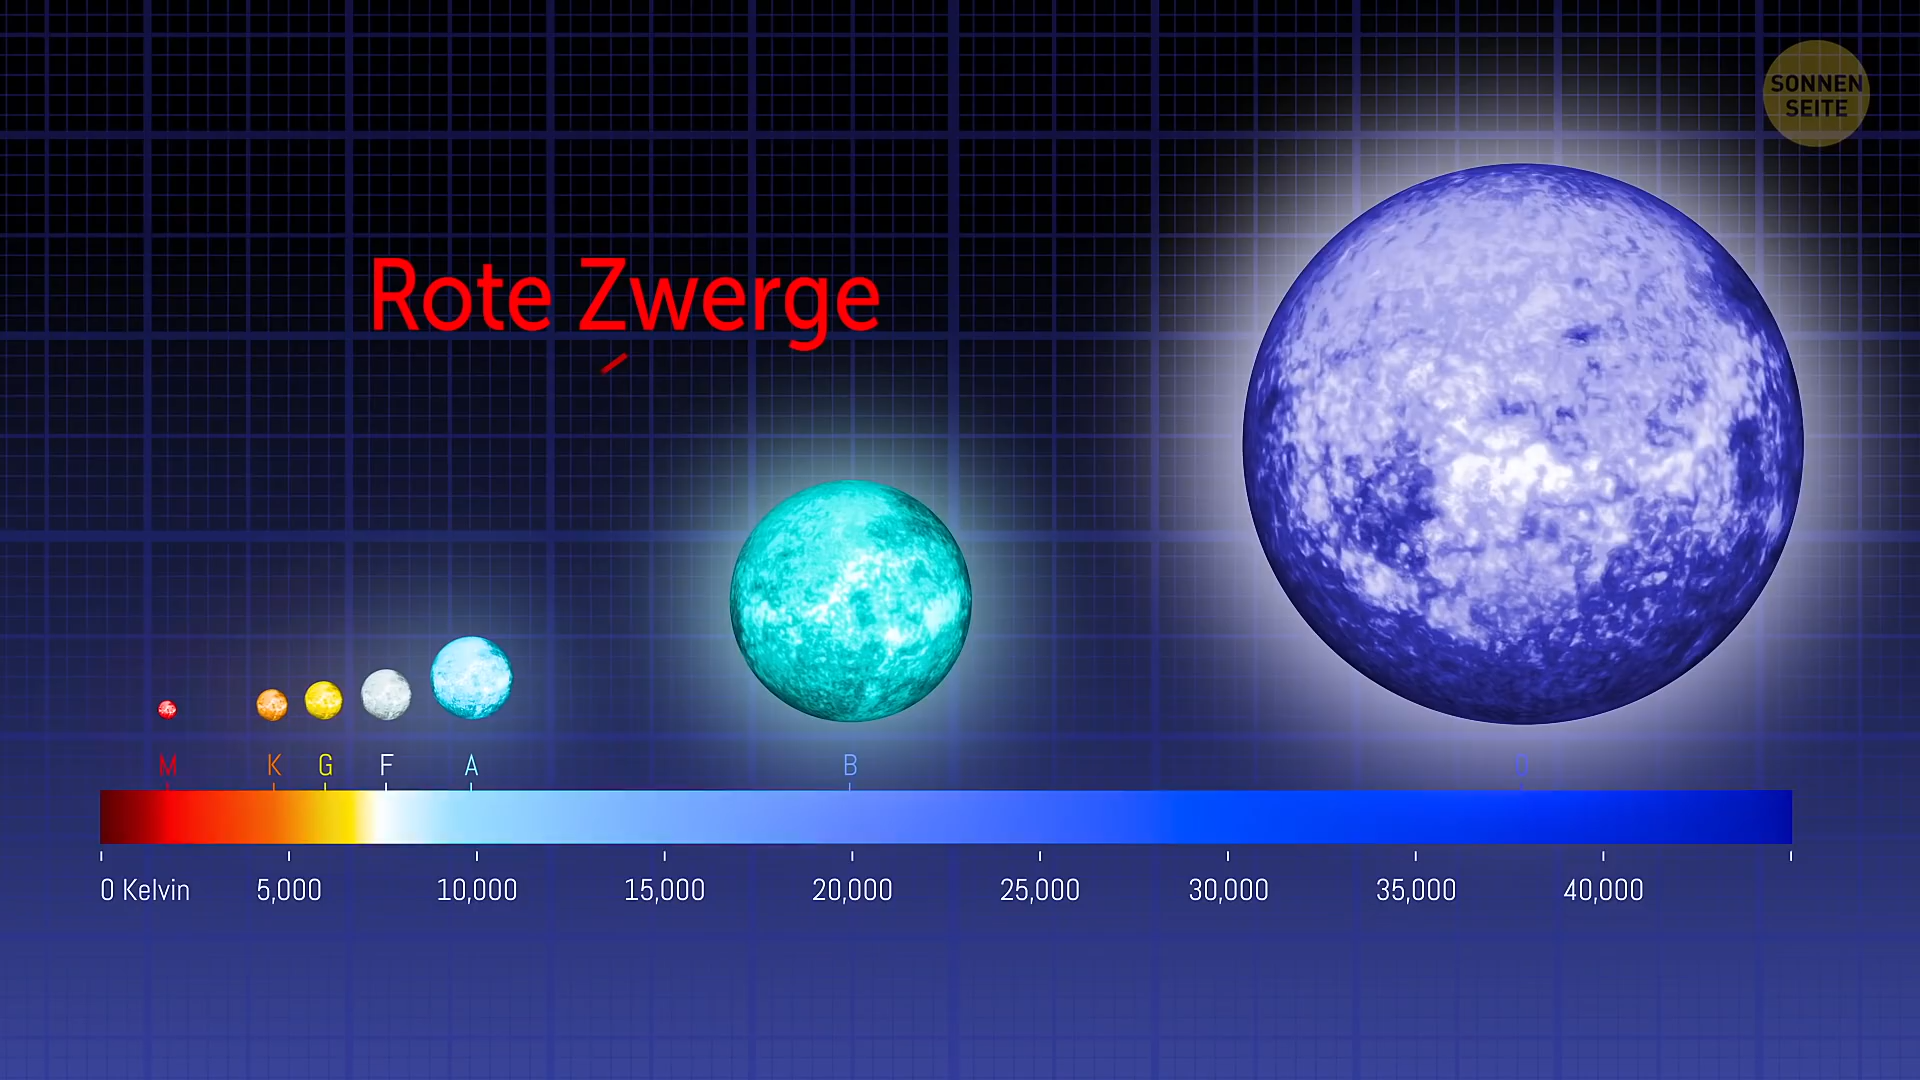 SONNEN
SEITE
Rote Zwerge
M K G F A B O
0 Kelvin 5,000 10,000 15,000 20,000 25,000 30,000 35,000 40,000